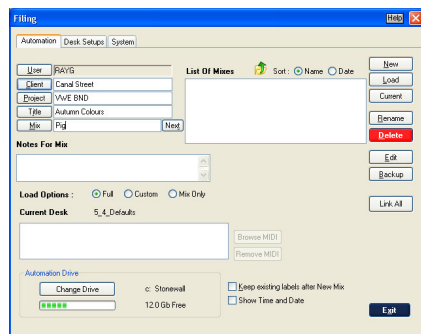 Filing Help
Automation Desk Setups System
User RAYG
Client Canal Street
Project VWE BND
Title Autumn Colours
Mix Pig Next
List Of Mixes Sort : Name Date
New
Load
Current
Rename
Delete
Edit
Backup
Link All
Notes For Mix
Load Options : Full Custom Mix Only
Current Desk 5_4_Defaults
Browse MIDI
Remove MIDI
Automation Drive
Change Drive c: Stonewall
12.0 Gb Free
Keep existing labels after New Mix
Show Time and Date
Exit